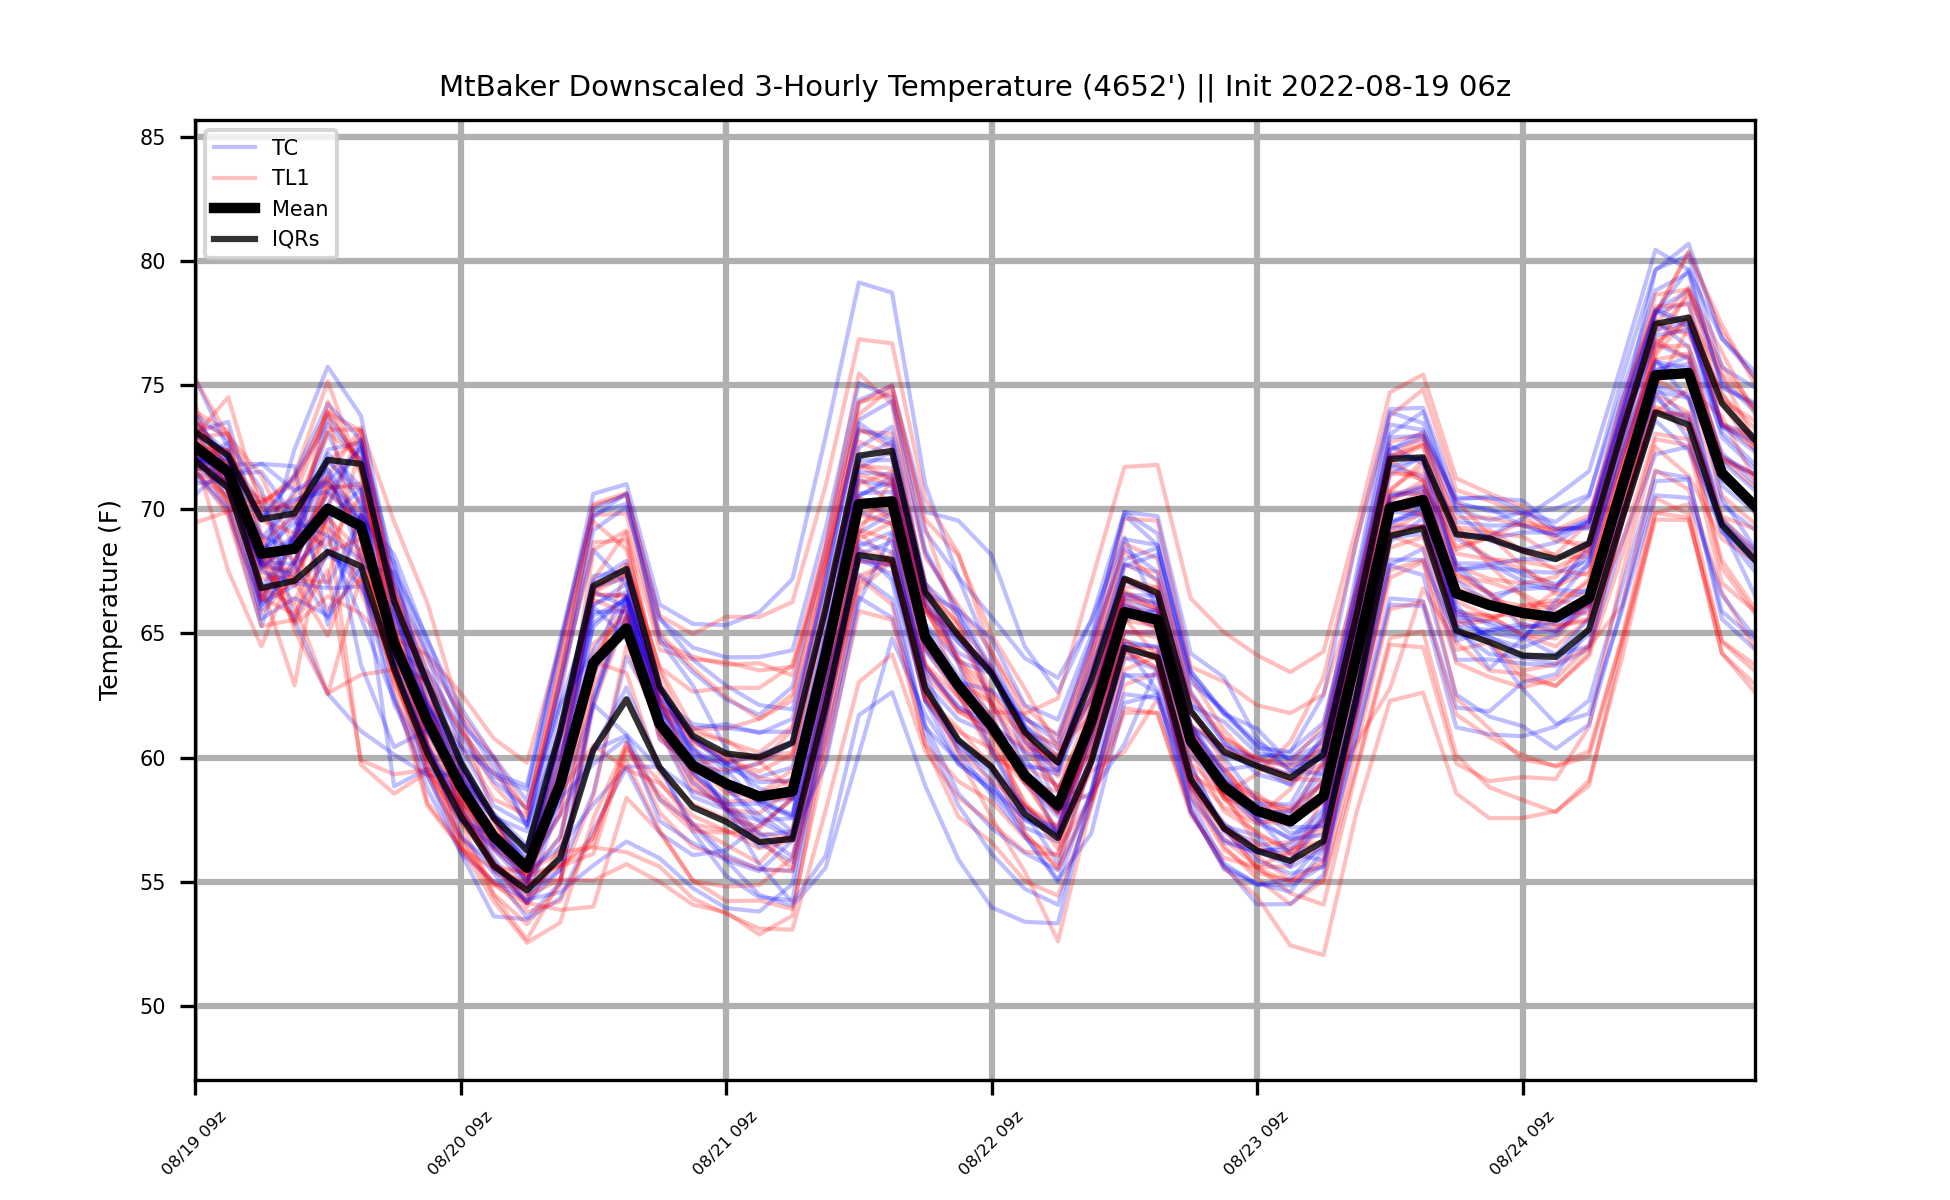 MtBaker Downscaled 3-Hourly Temperature (4652') || Init 2022-08-19 06z
TC
TL1
Mean
IQRs
Temperature (F)
85
80
75
70
65
60
55
50
08/19 09z
08/20 09z
08/21 09z
08/22 09z
08/23 09z
08/24 09z